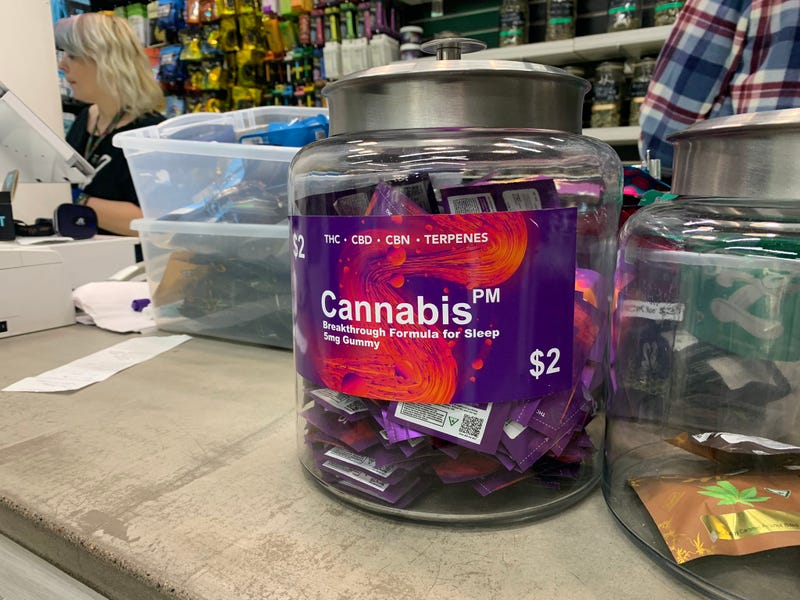 THC · CBD · CBN · TERPENES
$2
Cannabis PM
Breakthrough Formula for Sleep
5mg Gummy
$2